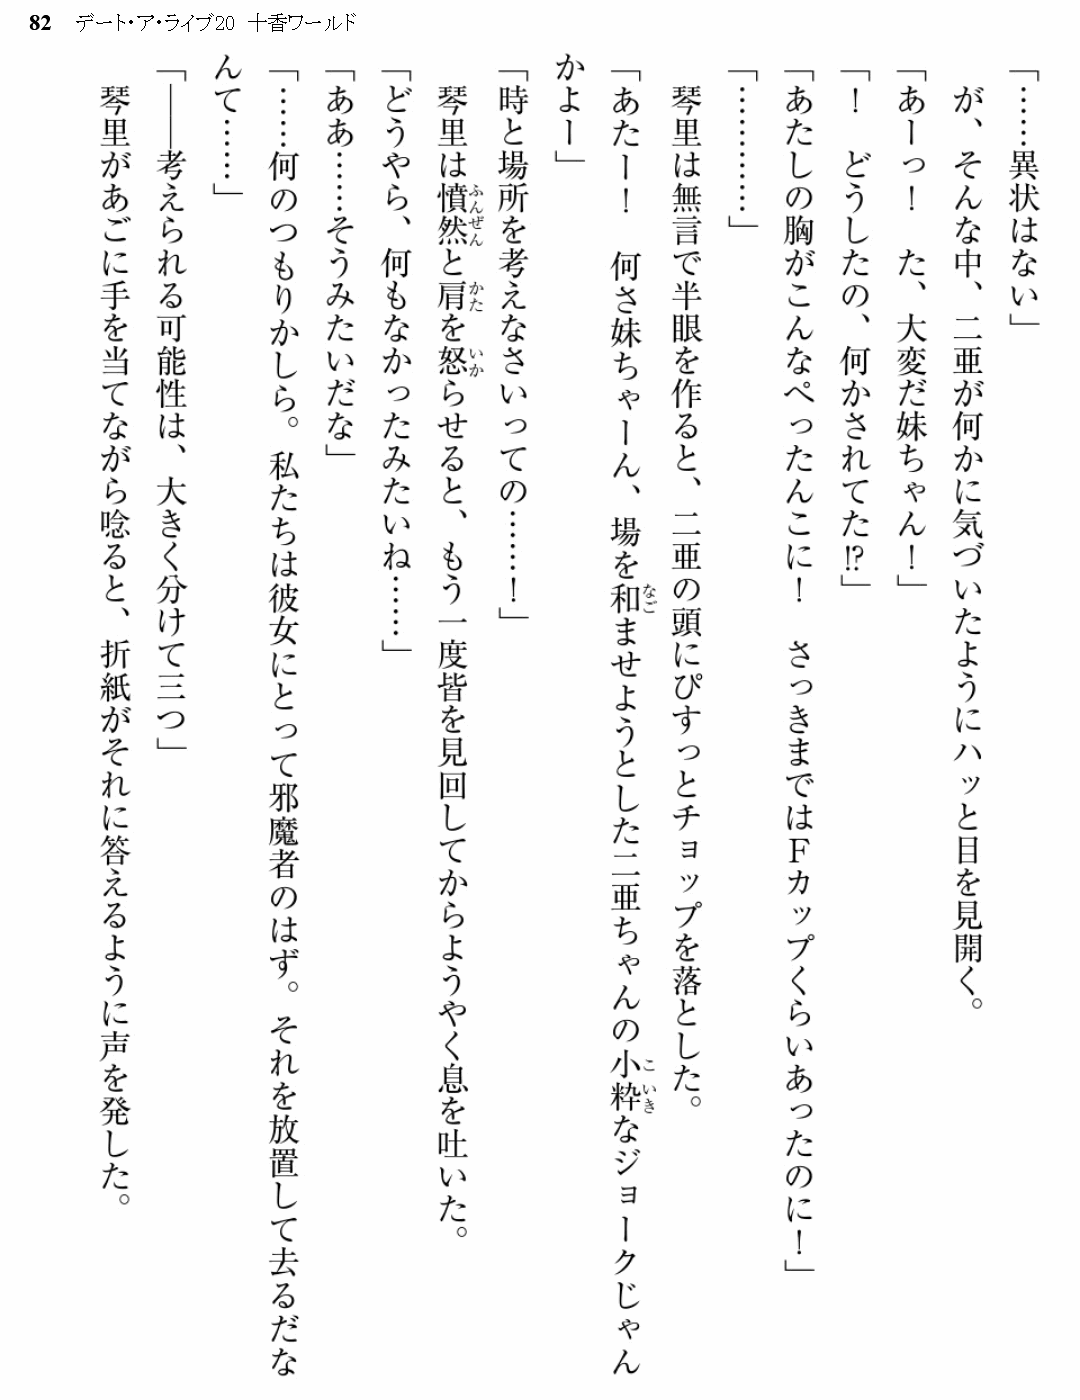 82 デート・ア・ライブ20 十香ワールド
「……異状はない」
が、そんな中、二亜が何かに気づいたようにハッと目を見開く。
「あーっ！　た、大変だ妹ちゃん！」
「！　どうしたの、何かされてた⁉」
「あたしの胸がこんなぺったんこに！　さっきまではＦカップくらいあったのに！」
「…………」
琴里は無言で半眼を作ると、二亜の頭にぴすっとチョップを落とした。
「あたー！　何さ妹ちゃーん、場を和ませようとした二亜ちゃんの小粋なジョークじゃん
かよー」
「時と場所を考えなさいっての……！」
琴里は憤然と肩を怒らせると、もう一度皆を見回してからようやく息を吐いた。
「どうやら、何もなかったみたいね……」
「ああ……そうみたいだな」
「……何のつもりかしら。私たちは彼女にとって邪魔者のはず。それを放置して去るだな
んて……」
「――考えられる可能性は、大きく分けて三つ」
琴里があごに手を当てながら唸ると、折紙がそれに答えるように声を発した。